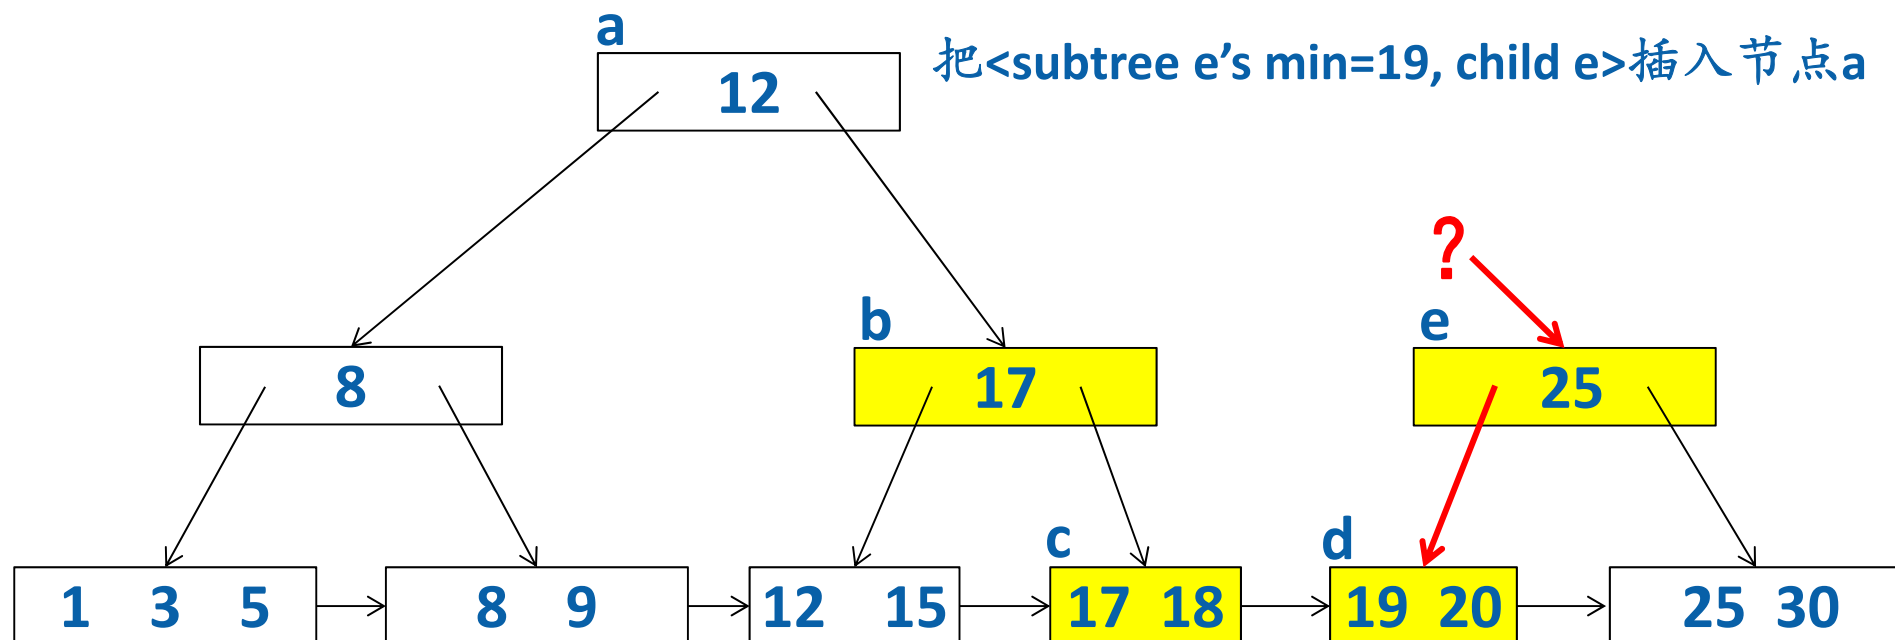 a
把<subtree e’s min=19, child e>插入节点a
12
?
b
e
8
17
25
c
d
1 3 5
8 9
12 15
17 18
19 20
25 30